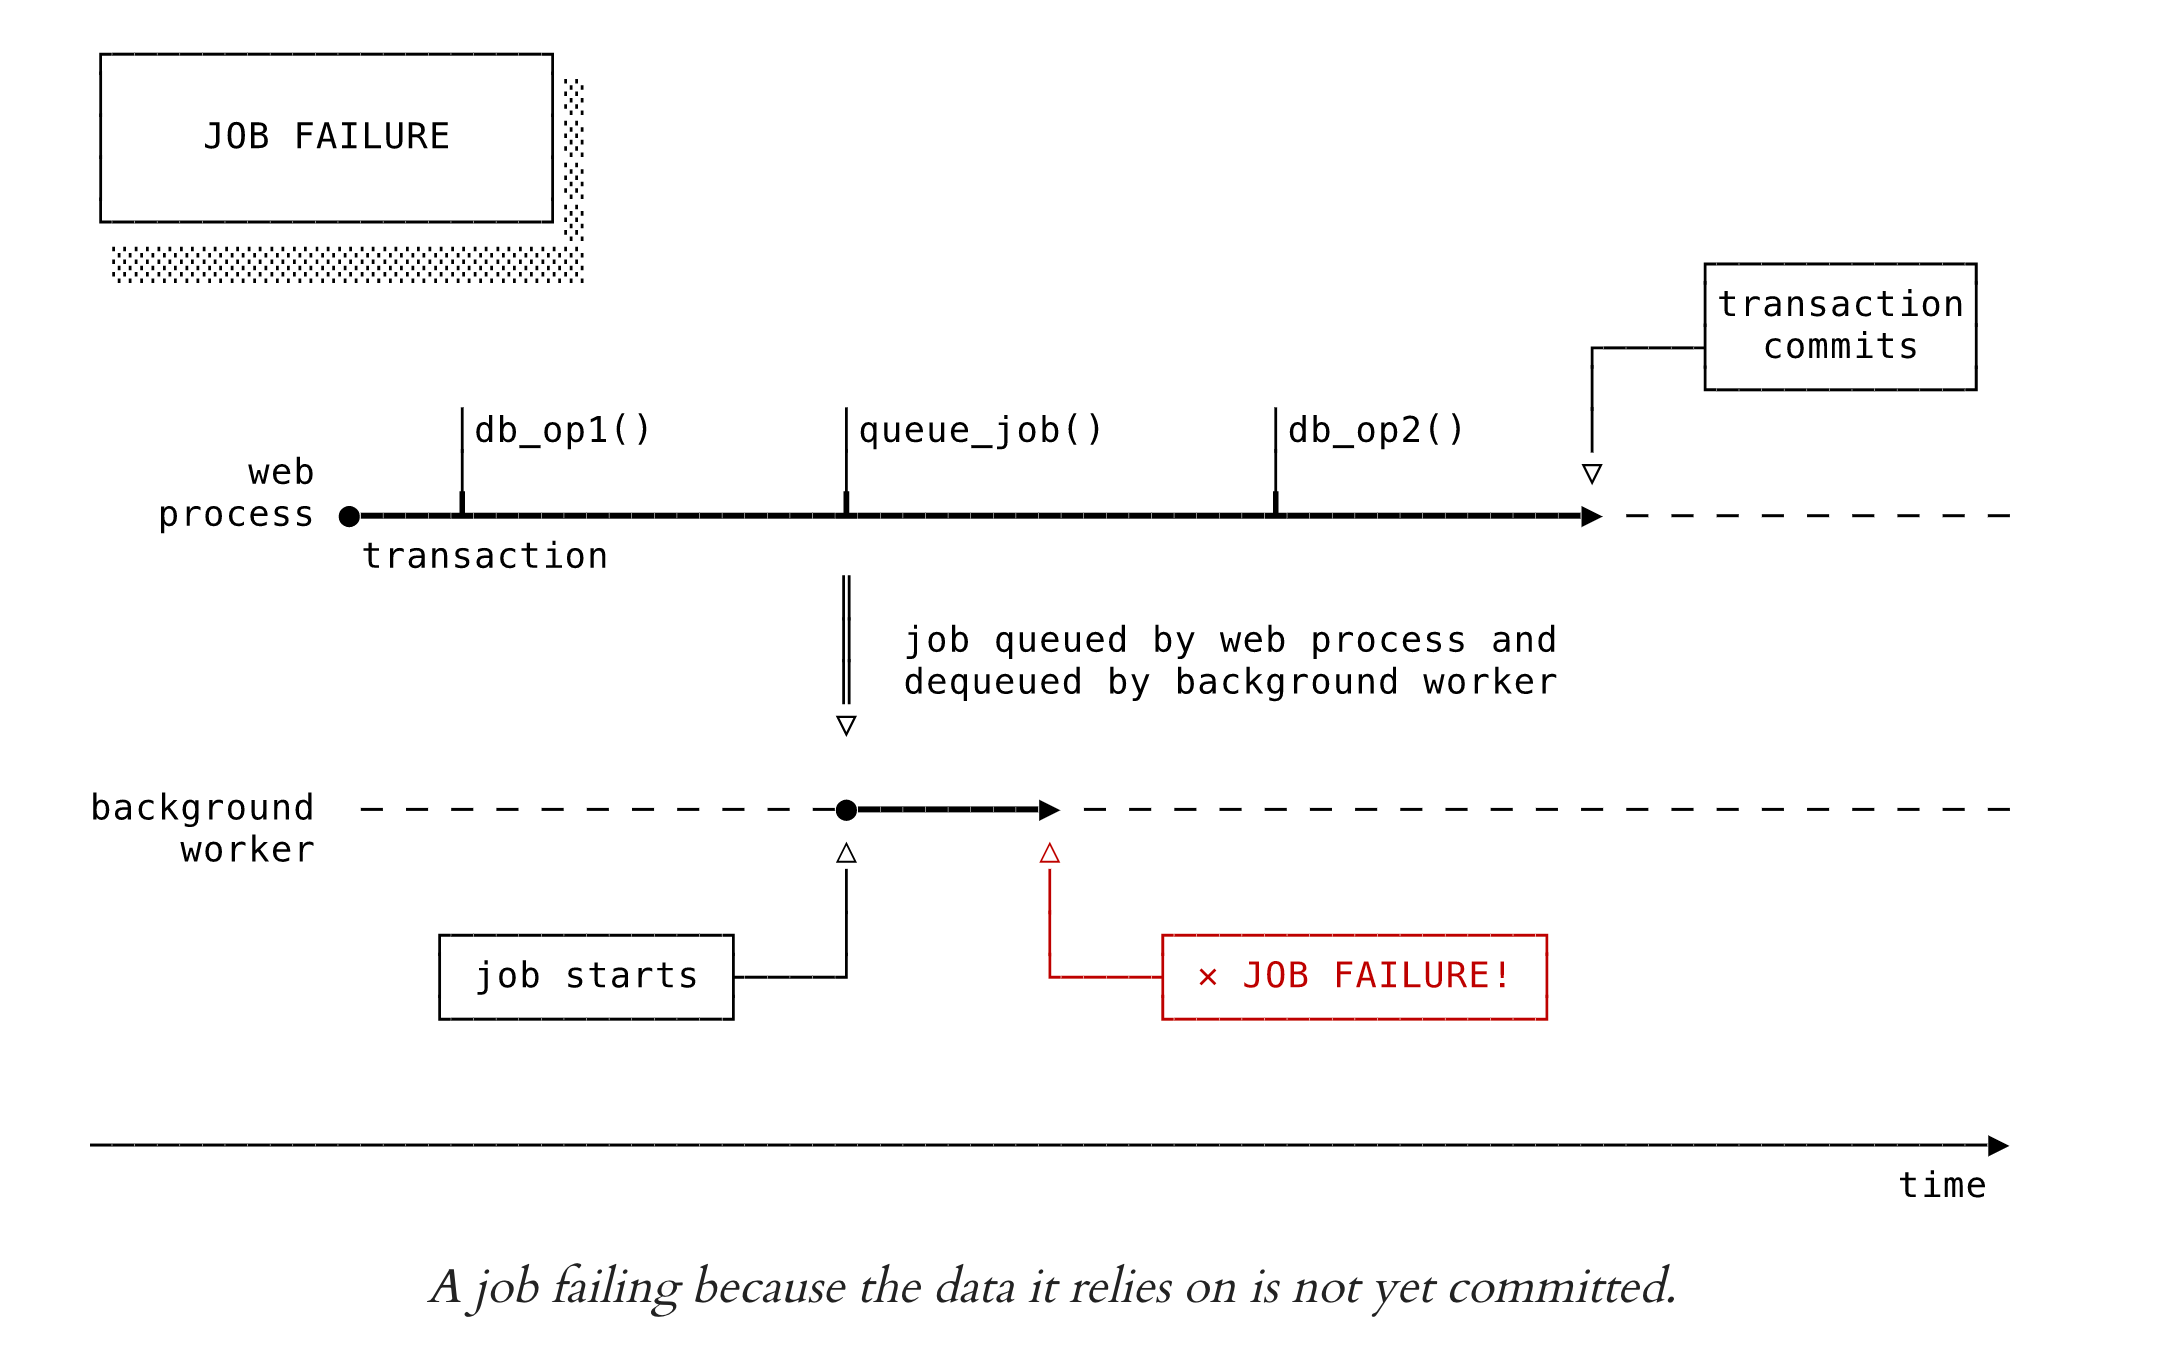 JOB FAILURE
transaction
commits
db_op1()
queue_job()
db_op2()
web
process
transaction
job queued by web process and
dequeued by background worker
background
worker
job starts
× JOB FAILURE!
time
A job failing because the data it relies on is not yet committed.